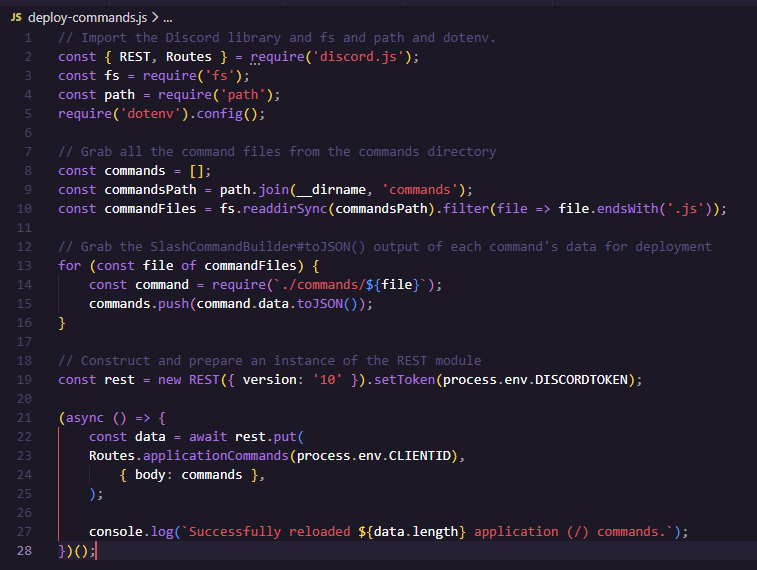 JS deploy-commands.js > ...
1 // Import the Discord library and fs and path and dotenv.
2 const { REST, Routes } = require('discord.js');
3 const fs = require('fs');
4 const path = require('path');
5 require('dotenv').config();
6
7 // Grab all the command files from the commands directory
8 const commands = [];
9 const commandsPath = path.join(__dirname, 'commands');
10 const commandFiles = fs.readdirSync(commandsPath).filter(file => file.endsWith('.js'));
11
12 // Grab the SlashCommandBuilder#toJSON() output of each command's data for deployment
13 for (const file of commandFiles) {
14     const command = require(`./commands/${file}`);
15     commands.push(command.data.toJSON());
16 }
17
18 // Construct and prepare an instance of the REST module
19 const rest = new REST({ version: '10' }).setToken(process.env.DISCORDTOKEN);
20
21 (async () => {
22     const data = await rest.put(
23     Routes.applicationCommands(process.env.CLIENTID),
24         { body: commands },
25     );
26
27     console.log(`Successfully reloaded ${data.length} application (/) commands.`);
28 })();